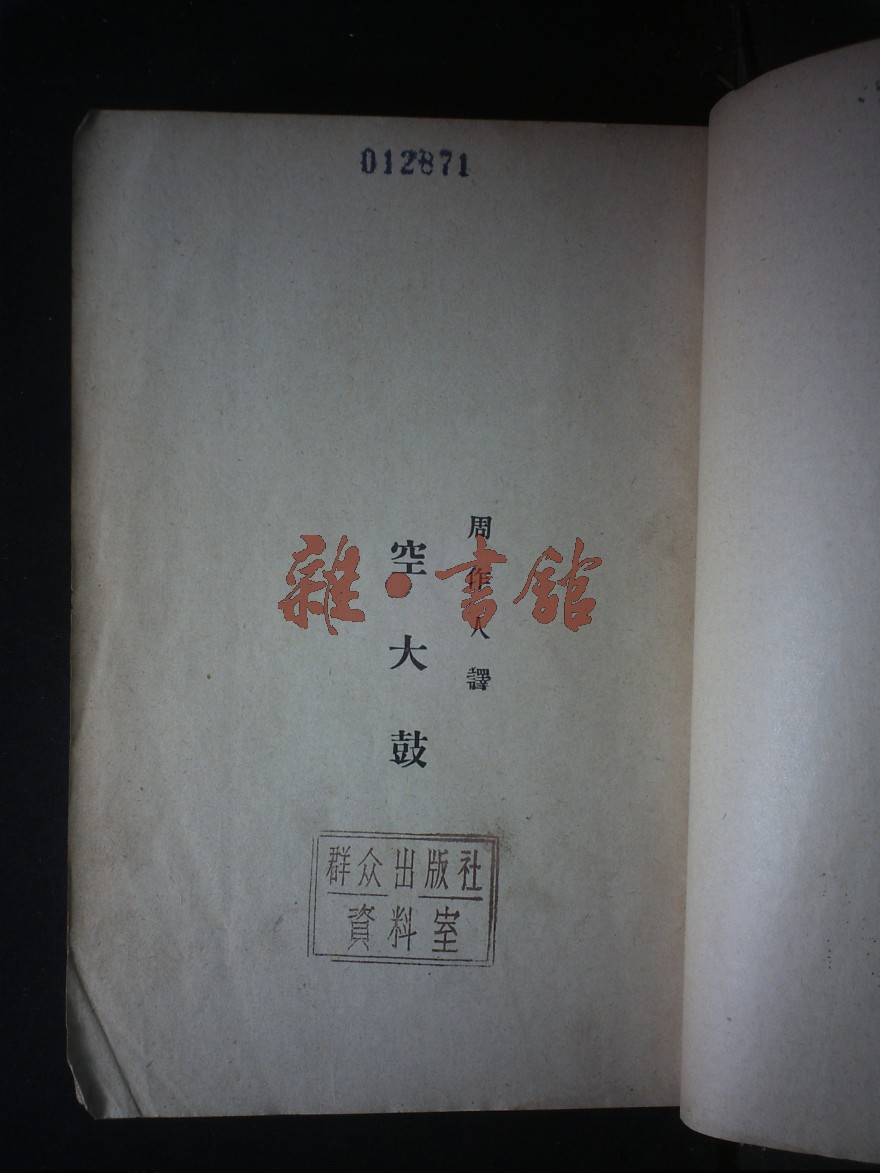 012871
周作人譯
空大鼓
雜·書館
群众出版社
資料室